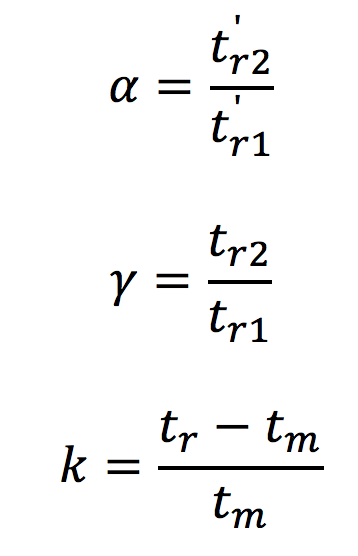 α = t'r2 / t'r1
γ = tr2 / tr1
k = (tr − tm) / tm